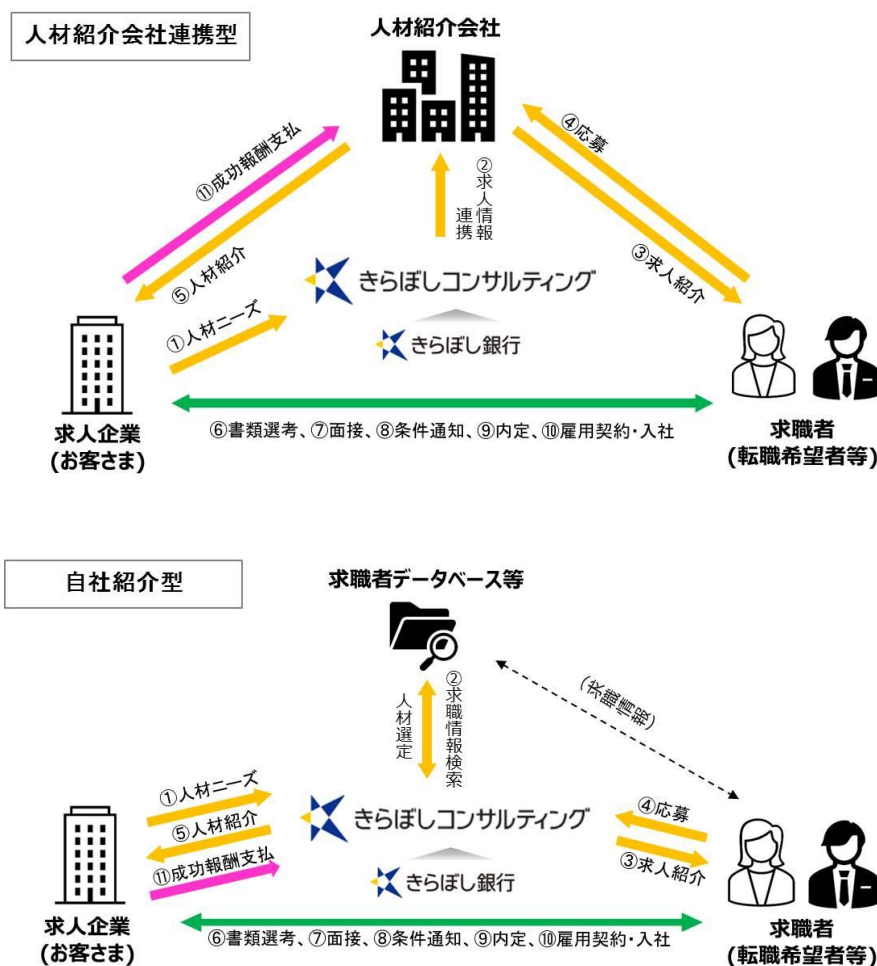 人材紹介会社連携型
人材紹介会社
⑪成功報酬支払
⑤人材紹介
②求人情報
連携
④応募
③求人紹介
①人材ニーズ
きらぼしコンサルティング
きらぼし銀行
⑥書類選考、⑦面接、⑧条件通知、⑨内定、⑩雇用契約・入社
求人企業
(お客さま)
求職者
(転職希望者等)
自社紹介型
求職者データベース等
②求職情報検索
人材選定
(求職情報)
①人材ニーズ
⑤人材紹介
⑪成功報酬支払
きらぼしコンサルティング
きらぼし銀行
④応募
③求人紹介
⑥書類選考、⑦面接、⑧条件通知、⑨内定、⑩雇用契約・入社
求人企業
(お客さま)
求職者
(転職希望者等)